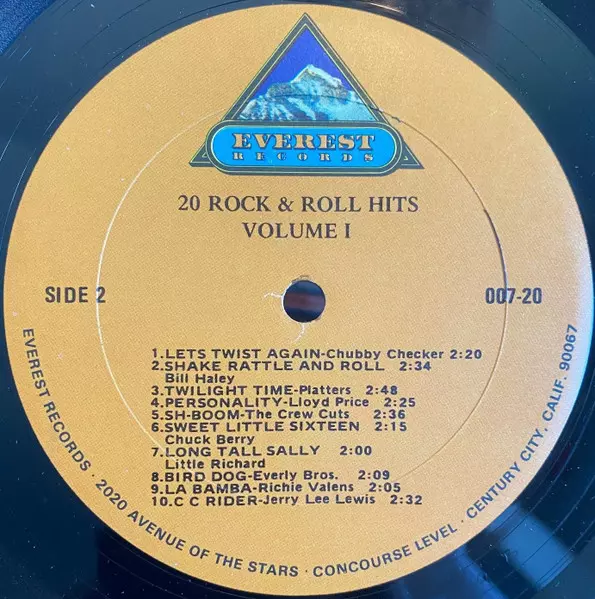 EVEREST
RECORDS
20 ROCK & ROLL HITS
VOLUME I
SIDE 2
007-20
1.LETS TWIST AGAIN-Chubby Checker 2:20
2.SHAKE RATTLE AND ROLL 2:34
Bill Haley
3.TWILIGHT TIME-Platters 2:48
4.PERSONALITY-Lloyd Price 2:25
5.SH-BOOM-The Crew Cuts 2:36
6.SWEET LITTLE SIXTEEN 2:15
Chuck Berry
7.LONG TALL SALLY 2:00
Little Richard
8.BIRD DOG-Everly Bros. 2:09
9.LA BAMBA-Richie Valens 2:05
10.C C RIDER-Jerry Lee Lewis 2:32
EVEREST RECORDS · 2020 AVENUE OF THE STARS · CONCOURSE LEVEL · CENTURY CITY, CALIF. 90067